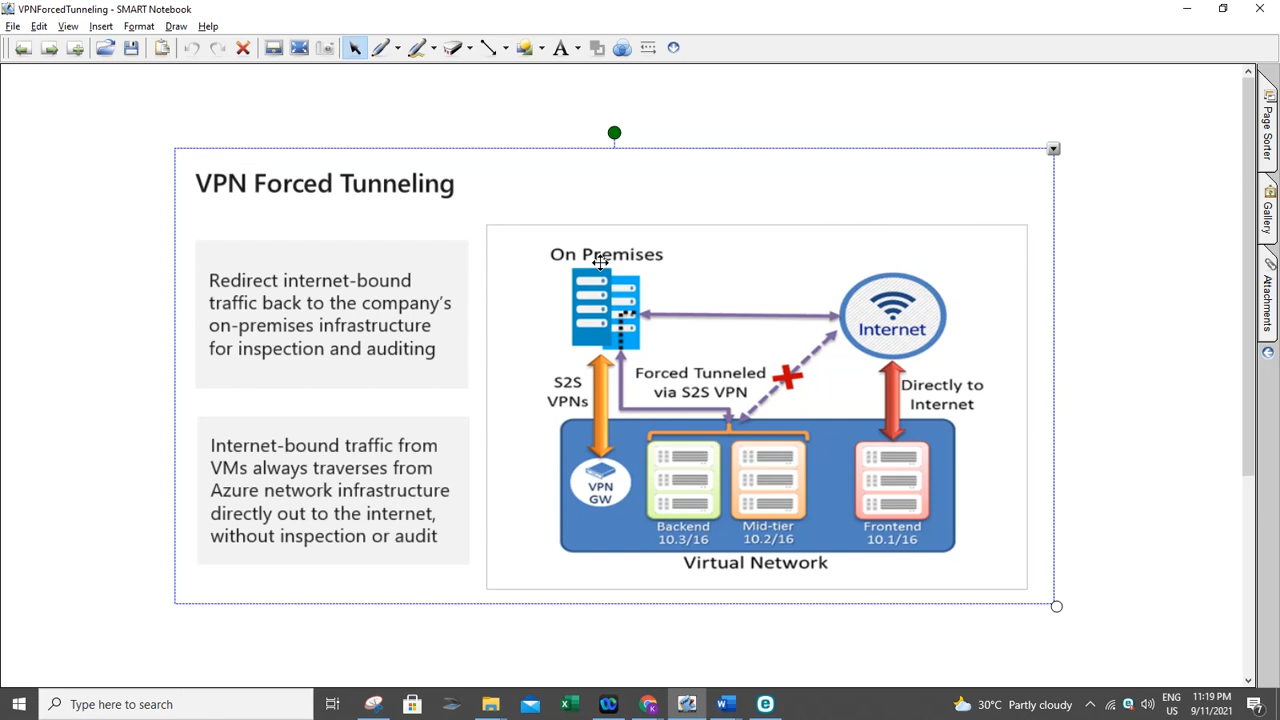 VPNForcedTunneling - SMART Notebook
File Edit View Insert Format Draw Help
VPN Forced Tunneling
Redirect internet-bound
traffic back to the company's
on-premises infrastructure
for inspection and auditing
Internet-bound traffic from
VMs always traverses from
Azure network infrastructure
directly out to the internet,
without inspection or audit
On Premises
Internet
S2S
VPNs
Forced Tunneled
via S2S VPN
Directly to
Internet
VPN
GW
Backend
10.3/16
Mid-tier
10.2/16
Frontend
10.1/16
Virtual Network
Page Sorter
Gallery
Attachments
Type here to search
30°C Partly cloudy
ENG
US
11:19 PM
9/11/2021